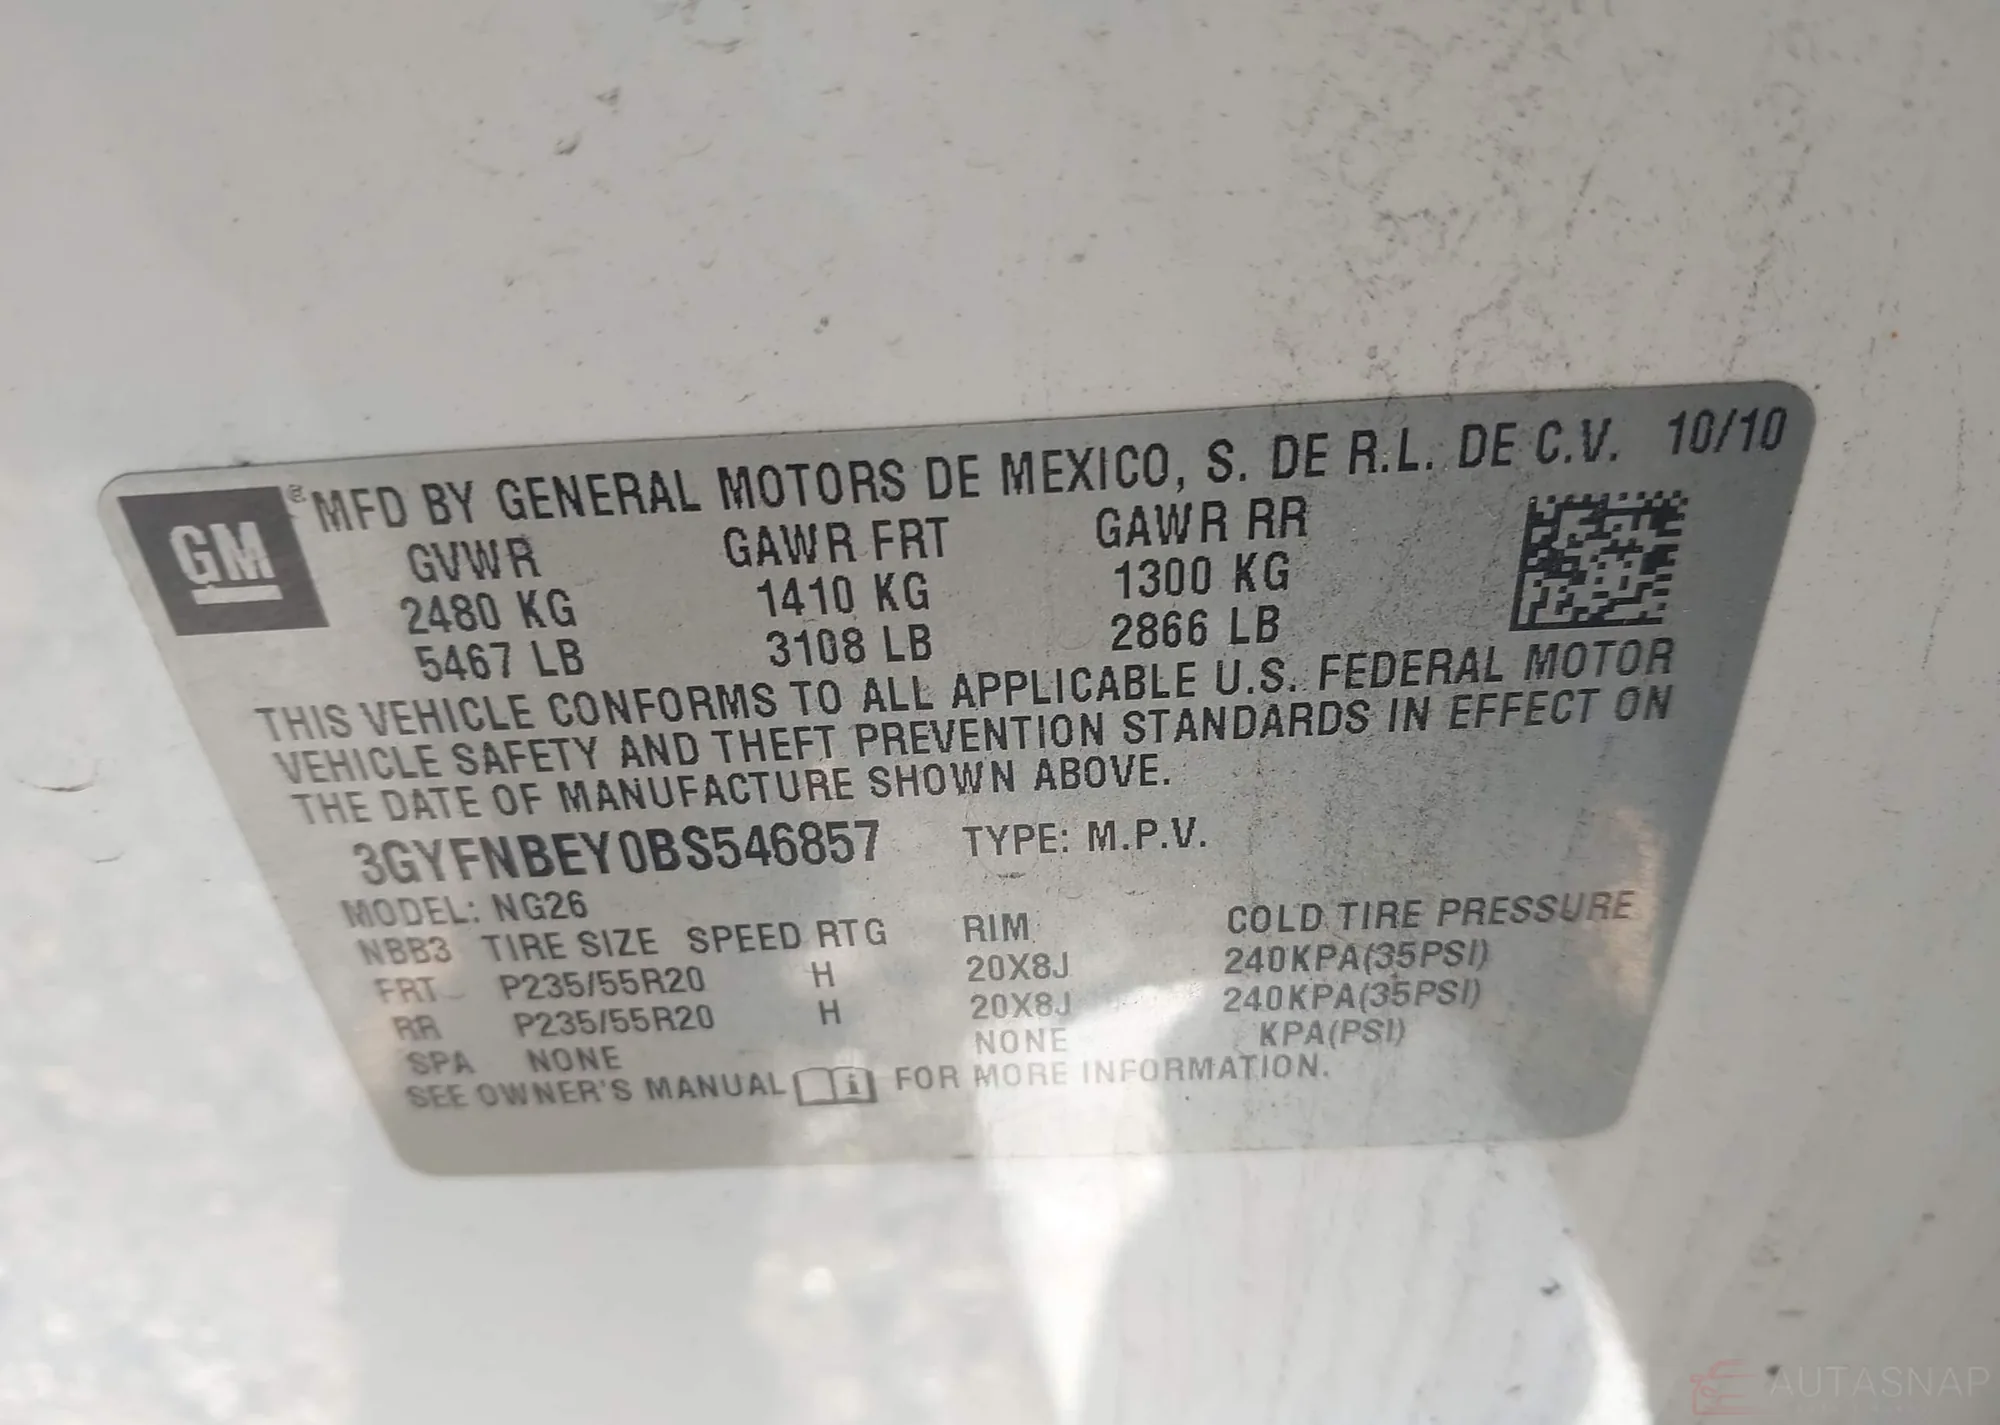 GM ® MFD BY GENERAL MOTORS DE MEXICO, S. DE R.L. DE C.V. 10/10
GVWR GAWR FRT GAWR RR
2480 KG 1410 KG 1300 KG
5467 LB 3108 LB 2866 LB
THIS VEHICLE CONFORMS TO ALL APPLICABLE U.S. FEDERAL MOTOR
VEHICLE SAFETY AND THEFT PREVENTION STANDARDS IN EFFECT ON
THE DATE OF MANUFACTURE SHOWN ABOVE.
3GYFNBEY0BS546857 TYPE: M.P.V.
MODEL: NG26
NBB3 TIRE SIZE SPEED RTG RIM COLD TIRE PRESSURE
FRT P235/55R20 H 20X8J 240KPA(35PSI)
RR P235/55R20 H 20X8J 240KPA(35PSI)
SPA NONE NONE KPA(PSI)
SEE OWNER'S MANUAL i FOR MORE INFORMATION.
AUTASNAP